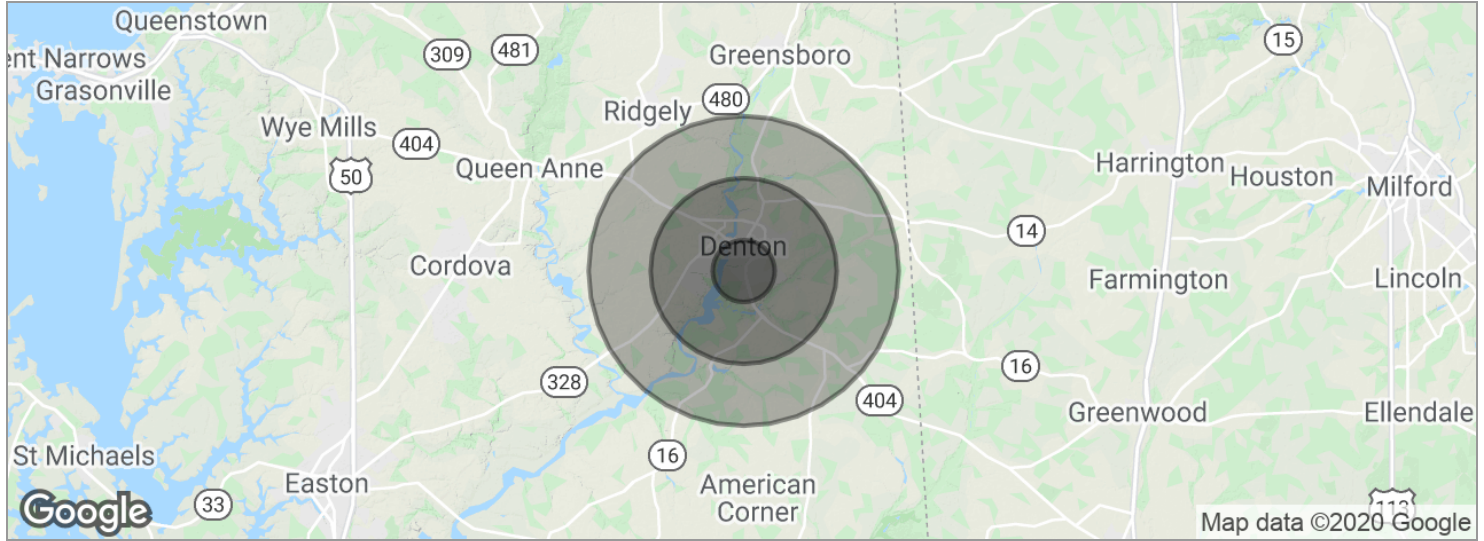 Queenstown
15
309
481
Greensboro
ent Narrows
Grasonville
480
Ridgely
Wye Mills
404
50
Queen Anne
Harrington
Houston
Milford
14
Denton
Cordova
Farmington
Lincoln
16
328
404
Greenwood
Ellendale
St Michaels
16
Easton
American
Corner
33
113
Google
Map data ©2020 Google